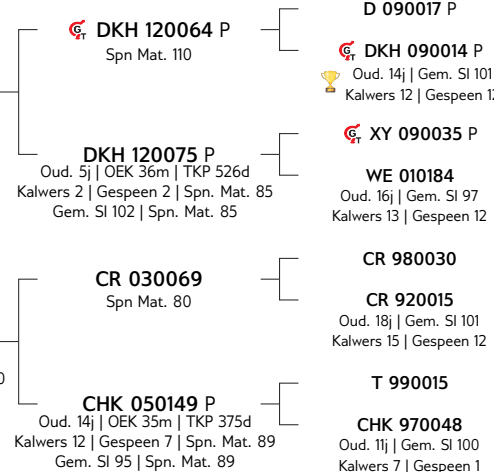 D 090017 P
DKH 120064 P
Spn Mat. 110
DKH 090014 P
Oud. 14j | Gem. SI 101
Kalwers 12 | Gespeen 12
XY 090035 P
DKH 120075 P
Oud. 5j | OEK 36m | TKP 526d
Kalwers 2 | Gespeen 2 | Spn. Mat. 85
Gem. SI 102 | Spn. Mat. 85
WE 010184
Oud. 16j | Gem. SI 97
Kalwers 13 | Gespeen 12
CR 980030
CR 030069
Spn Mat. 80
CR 920015
Oud. 18j | Gem. SI 101
Kalwers 15 | Gespeen 12
T 990015
CHK 050149 P
Oud. 14j | OEK 35m | TKP 375d
Kalwers 12 | Gespeen 7 | Spn. Mat. 89
Gem. SI 95 | Spn. Mat. 89
CHK 970048
Oud. 11j | Gem. SI 100
Kalwers 7 | Gespeen 1